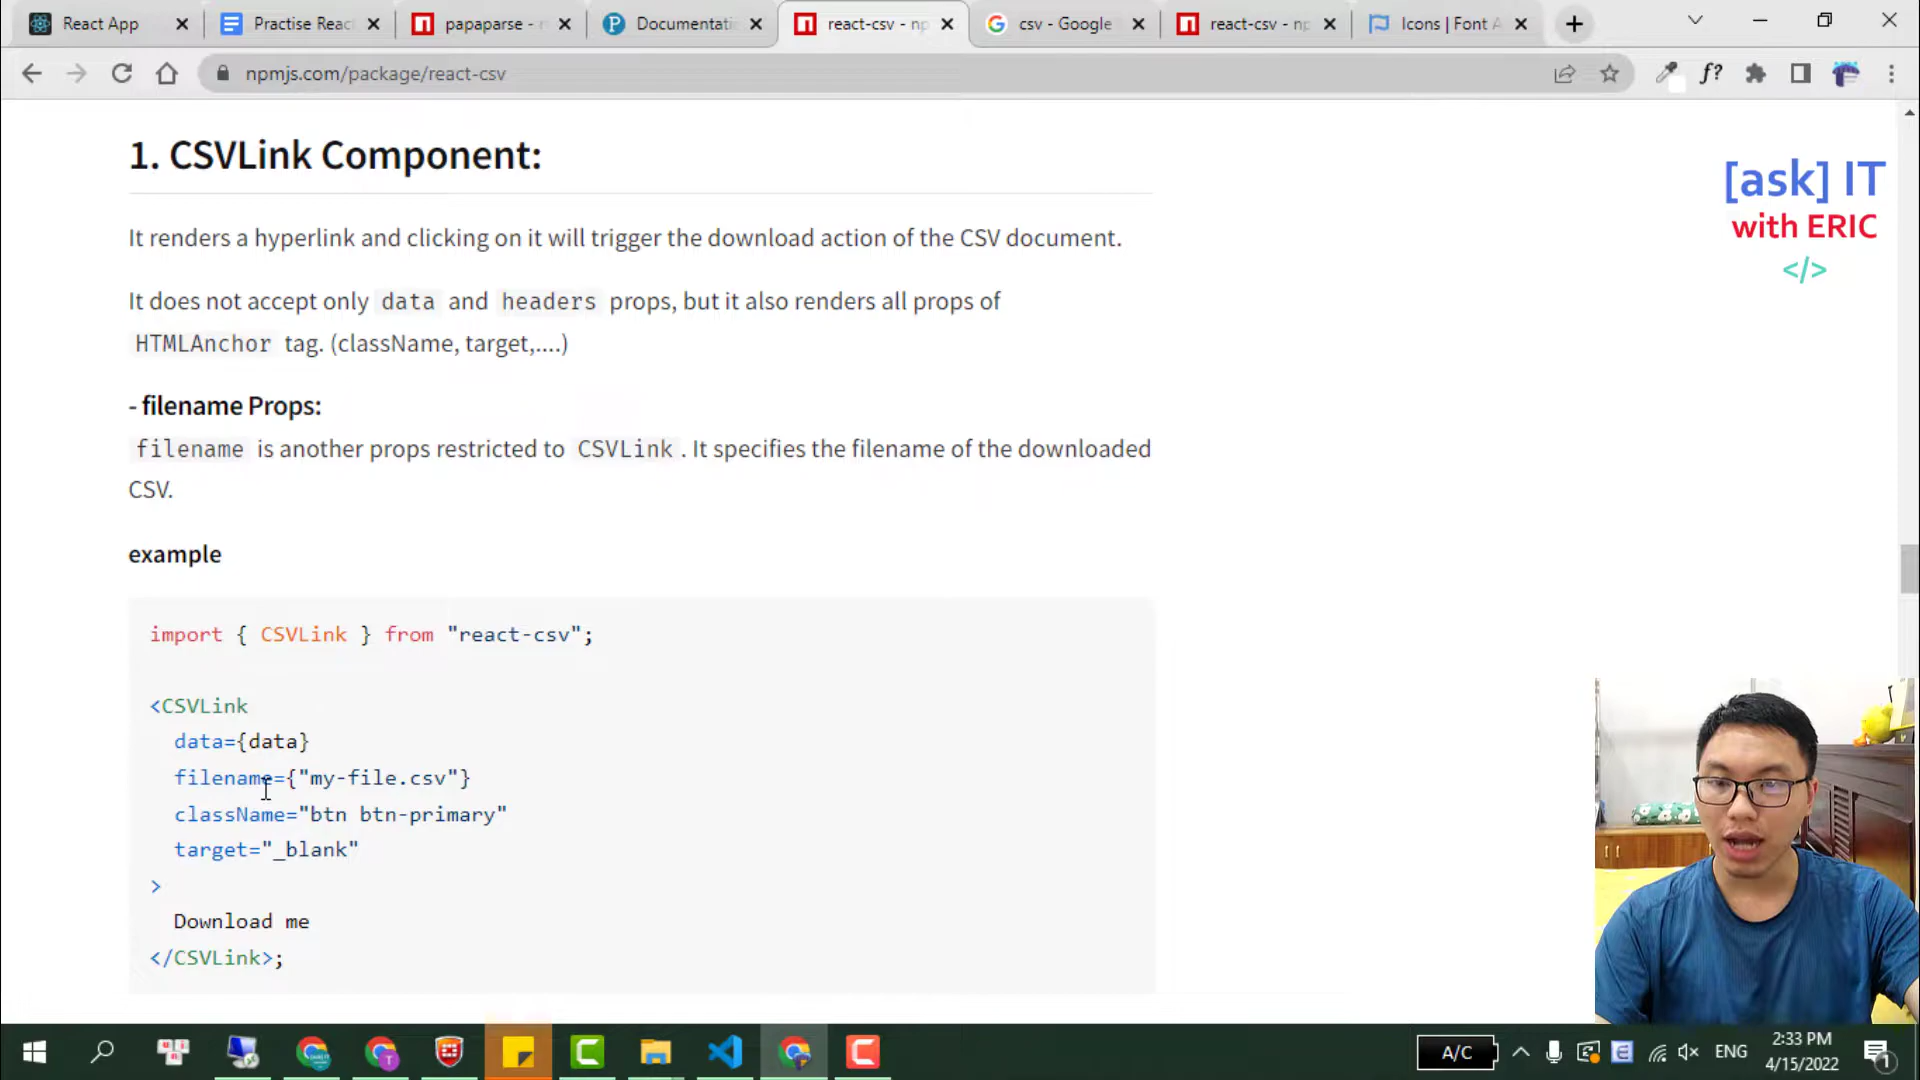 React App
Practise Reac
papaparse - n
Documentati
react-csv - np
csv - Google
react-csv - np
Icons | Font A
npmjs.com/package/react-csv
f?
1. CSVLink Component:
[ask] IT
with ERIC
</>
It renders a hyperlink and clicking on it will trigger the download action of the CSV document.
It does not accept only data and headers props, but it also renders all props of
HTMLAnchor tag. (className, target,....)
- filename Props:
filename is another props restricted to CSVLink . It specifies the filename of the downloaded
CSV.
example
import { CSVLink } from "react-csv";
<CSVLink
data={data}
filename={"my-file.csv"}
className="btn btn-primary"
target="_blank"
>
Download me
</CSVLink>;
A/C
ENG
2:33 PM
4/15/2022
1